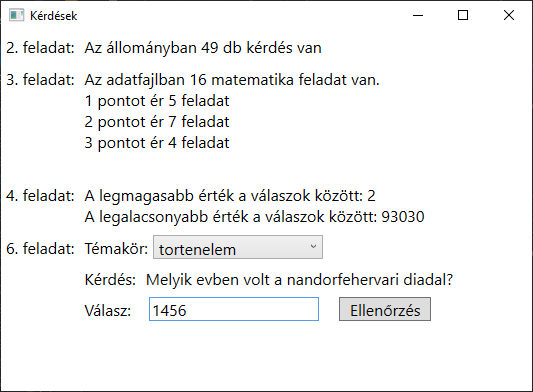 Kérdések
2. feladat: Az állományban 49 db kérdés van
3. feladat: Az adatfajlban 16 matematika feladat van.
1 pontot ér 5 feladat
2 pontot ér 7 feladat
3 pontot ér 4 feladat
4. feladat: A legmagasabb érték a válaszok között: 2
A legalacsonyabb érték a válaszok között: 93030
6. feladat: Témakör: tortenelem
Kérdés: Melyik evben volt a nandorfehervari diadal?
Válasz: 1456 Ellenőrzés